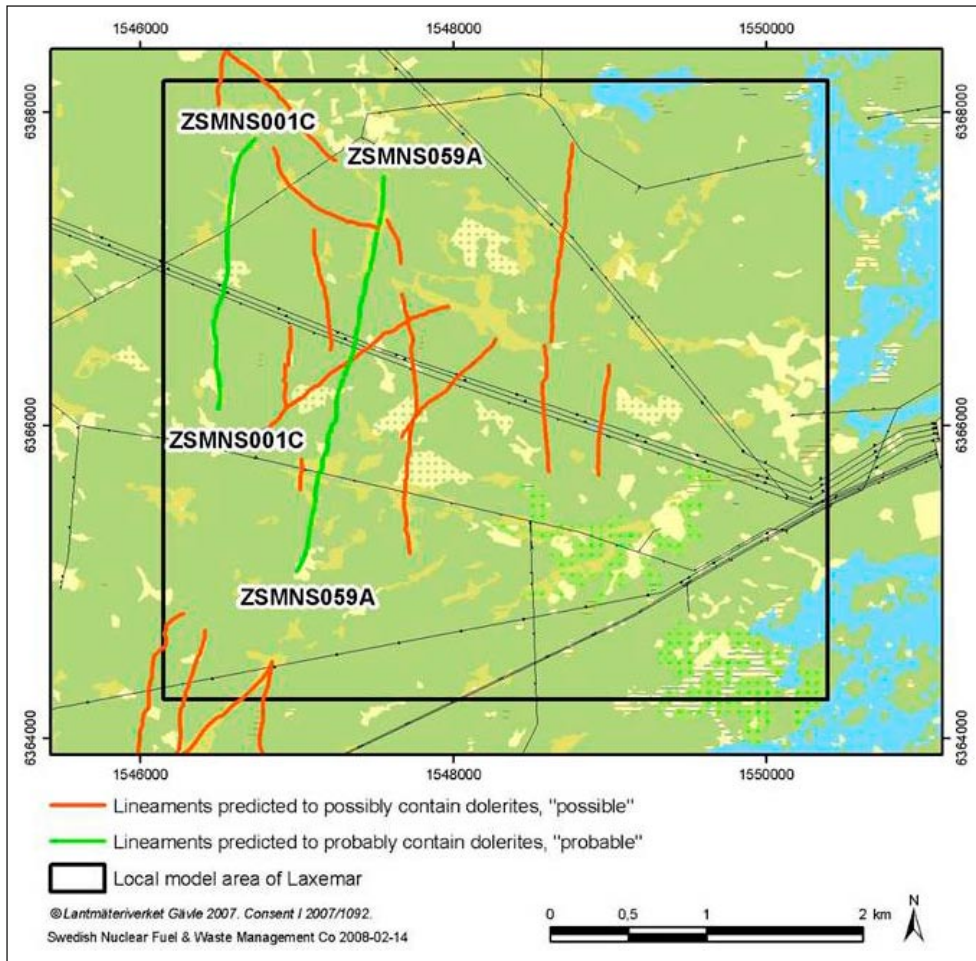 1546000 1548000 1550000
6368000 6368000
ZSMNS001C
ZSMNS059A
6366000 6366000
ZSMNS001C
ZSMNS059A
6364000 6364000
1546000 1548000 1550000
Lineaments predicted to possibly contain dolerites, "possible"
Lineaments predicted to probably contain dolerites, "probable"
Local model area of Laxemar
©Lantmäteriverket Gävle 2007. Consent I 2007/1092.
Swedish Nuclear Fuel & Waste Management Co 2008-02-14
0 0,5 1 2 km
N